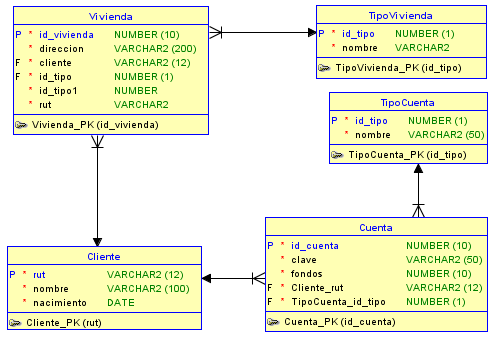 Vivienda
P * id_vivienda NUMBER (10)
* direccion VARCHAR2 (200)
F * cliente VARCHAR2 (12)
F * id_tipo NUMBER (1)
* id_tipo1 NUMBER
* rut VARCHAR2
Vivienda_PK (id_vivienda)
TipoVivienda
P * id_tipo NUMBER (1)
* nombre VARCHAR2
TipoVivienda_PK (id_tipo)
TipoCuenta
P * id_tipo NUMBER (1)
* nombre VARCHAR2 (50)
TipoCuenta_PK (id_tipo)
Cliente
P * rut VARCHAR2 (12)
* nombre VARCHAR2 (100)
* nacimiento DATE
Cliente_PK (rut)
Cuenta
P * id_cuenta NUMBER (10)
* clave VARCHAR2 (50)
* fondos NUMBER (10)
F * Cliente_rut VARCHAR2 (12)
F * TipoCuenta_id_tipo NUMBER (1)
Cuenta_PK (id_cuenta)